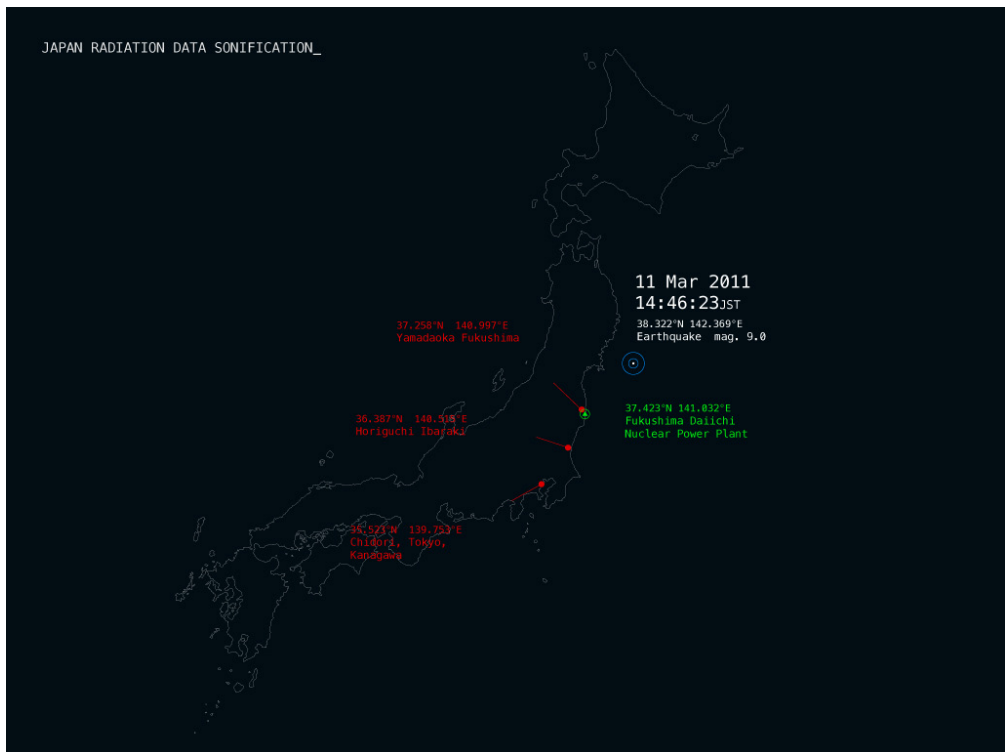 JAPAN RADIATION DATA SONIFICATION_
11 Mar 2011
14:46:23JST
38.322°N 142.369°E
Earthquake mag. 9.0
37.258°N 140.997°E
Yamadaoka Fukushima
37.423°N 141.032°E
Fukushima Daiichi
Nuclear Power Plant
36.387°N 140.515°E
Horiguchi Ibaraki
35.523°N 139.753°E
Chidori, Tokyo,
Kanagawa